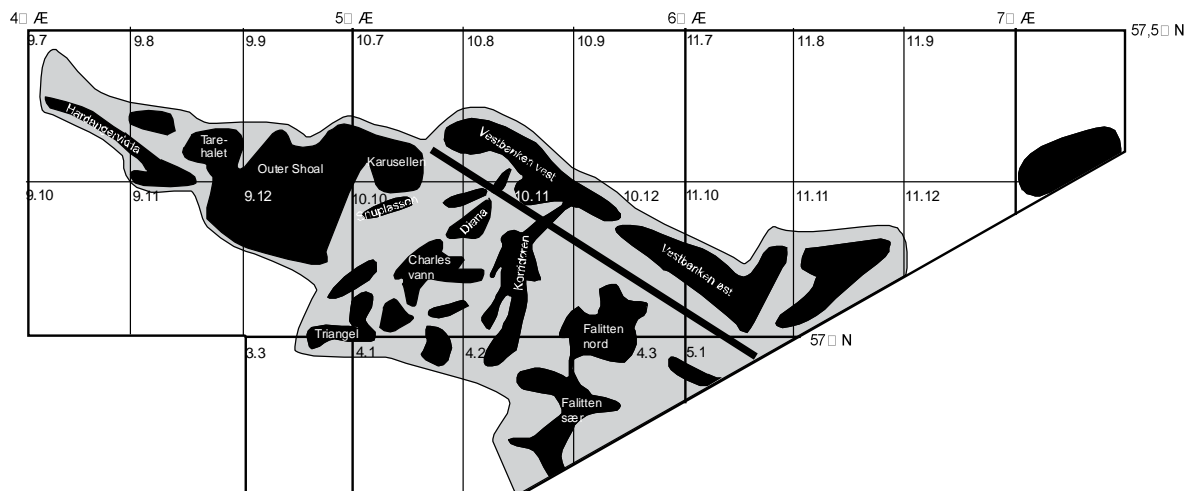 4□ Æ
5□ Æ
6□ Æ
7□ Æ
57,5□ N
9.7
9.8
9.9
10.7
10.8
10.9
11.7
11.8
11.9
Hardangervidda
Tare-
halet
Outer Shoal
Karusellen
Vestbanken vest
9.10
9.11
9.12
10.10
10.11
10.12
11.10
11.11
11.12
Diana
Korridoren
Charles
vann
Vestbanken øst
Triangel
Falitten
nord
57□ N
3.3
4.1
4.2
4.3
5.1
Falitten
sær